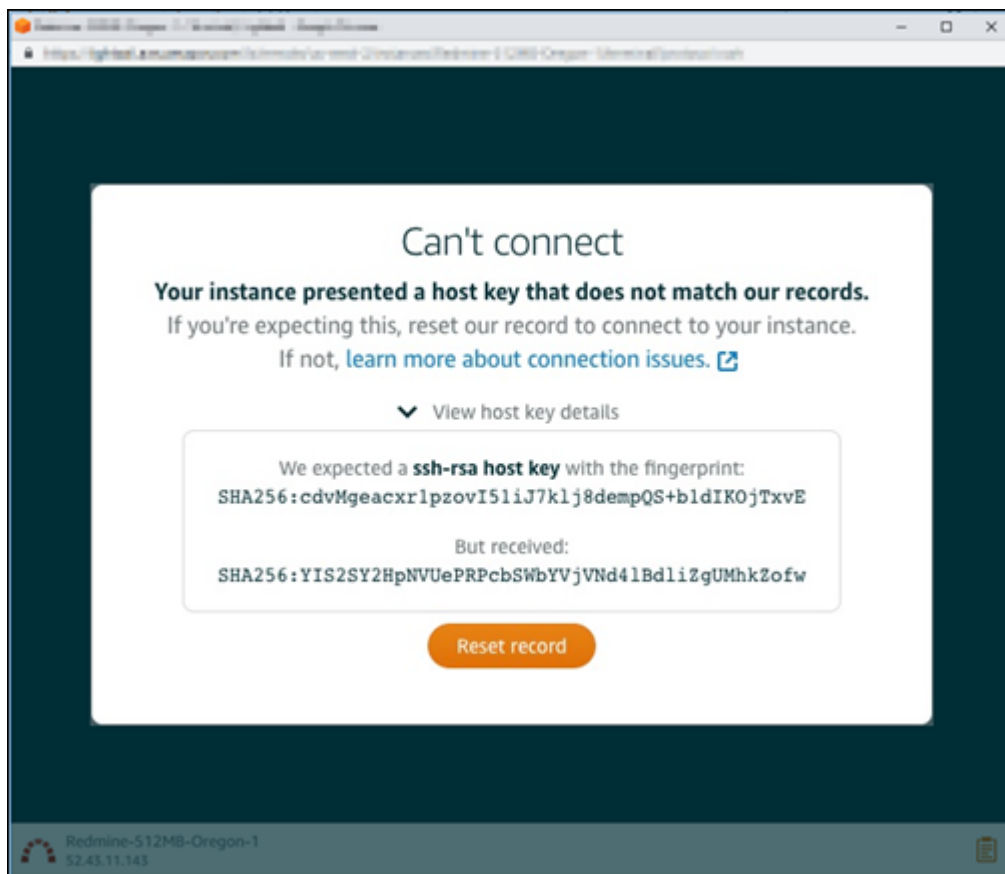 Can't connect
Your instance presented a host key that does not match our records.
If you're expecting this, reset our record to connect to your instance.
If not, learn more about connection issues.
View host key details
We expected a ssh-rsa host key with the fingerprint:
SHA256:cdvMgeacxr1pzovI51iJ7klj8dempQS+b1dIKOjTxvE
But received:
SHA256:YIS2SY2HpNVUePRPcbSWbYVjVNd41BdliZgUMhkZofw
Reset record
Redmine-512MB-Oregon-1
52.43.11.143